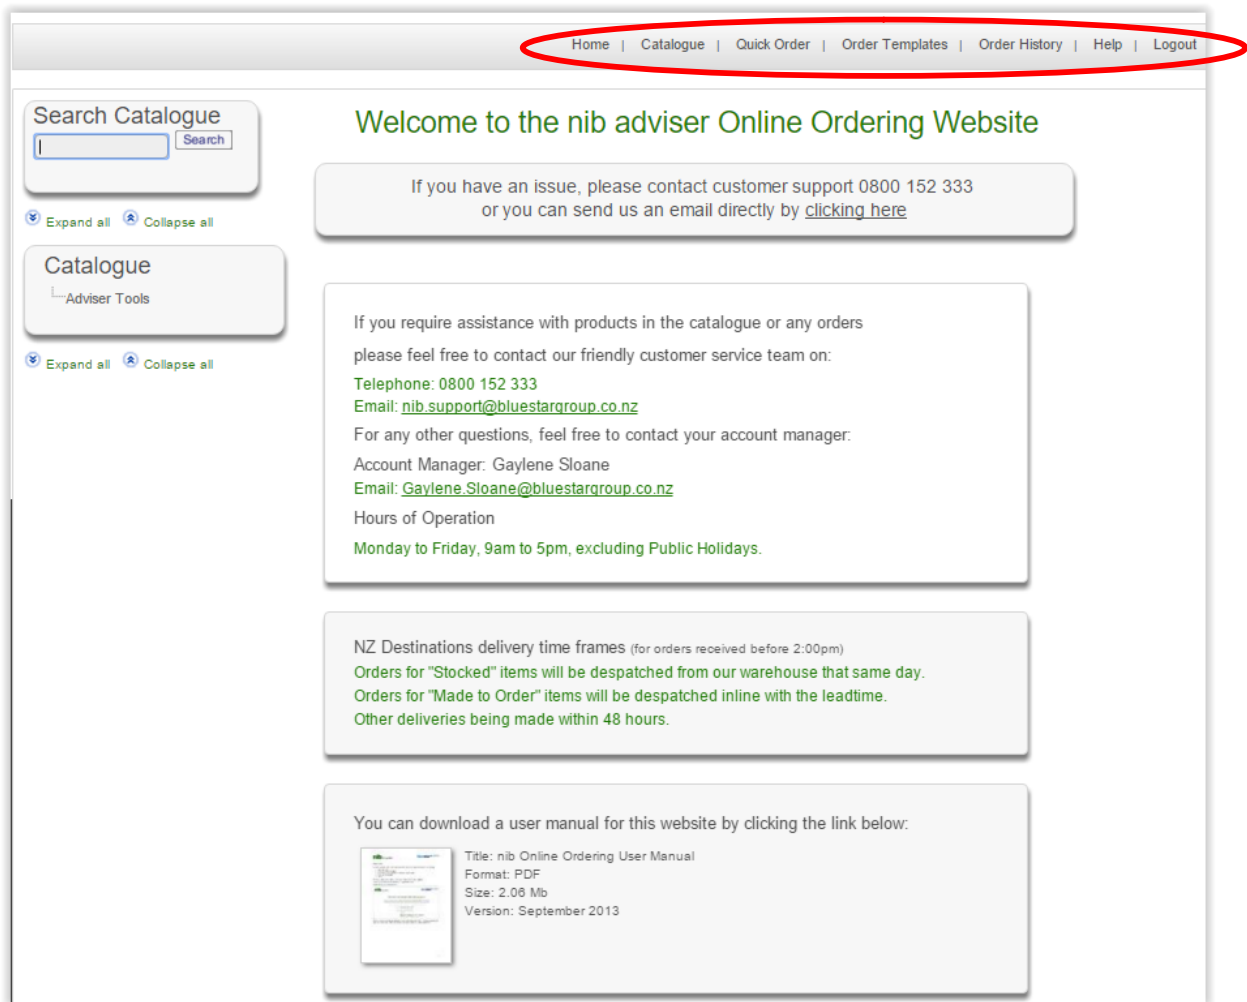 Home | Catalogue | Quick Order | Order Templates | Order History | Help | Logout
Search Catalogue
Search
Expand all Collapse all
Catalogue
Adviser Tools
Expand all Collapse all
Welcome to the nib adviser Online Ordering Website
If you have an issue, please contact customer support 0800 152 333
or you can send us an email directly by clicking here
If you require assistance with products in the catalogue or any orders
please feel free to contact our friendly customer service team on:
Telephone: 0800 152 333
Email: nib.support@bluestargroup.co.nz
For any other questions, feel free to contact your account manager:
Account Manager: Gaylene Sloane
Email: Gaylene.Sloane@bluestargroup.co.nz
Hours of Operation
Monday to Friday, 9am to 5pm, excluding Public Holidays.
NZ Destinations delivery time frames (for orders received before 2:00pm)
Orders for "Stocked" items will be despatched from our warehouse that same day.
Orders for "Made to Order" items will be despatched inline with the leadtime.
Other deliveries being made within 48 hours.
You can download a user manual for this website by clicking the link below:
Title: nib Online Ordering User Manual
Format: PDF
Size: 2.06 Mb
Version: September 2013